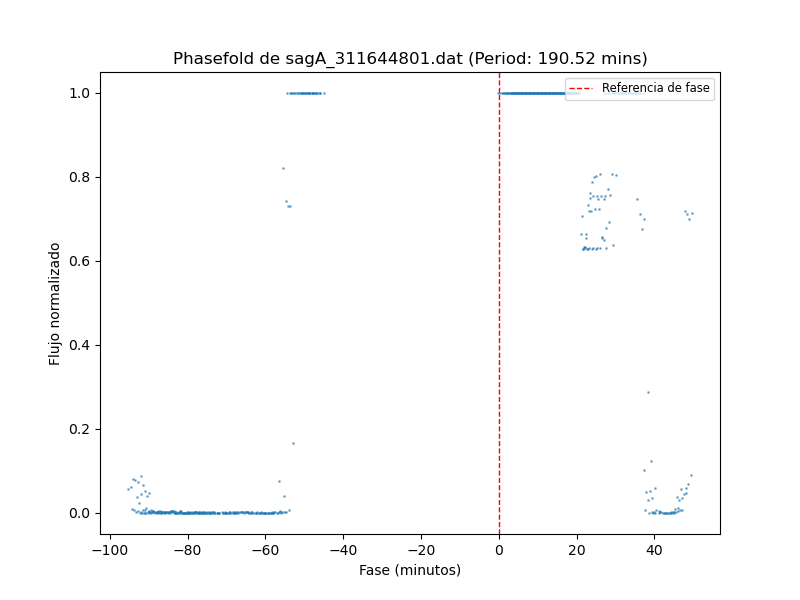 Phasefold de sagA_311644801.dat (Period: 190.52 mins)
Referencia de fase
Flujo normalizado
1.0
0.8
0.6
0.4
0.2
0.0
−100 −80 −60 −40 −20 0 20 40
Fase (minutos)